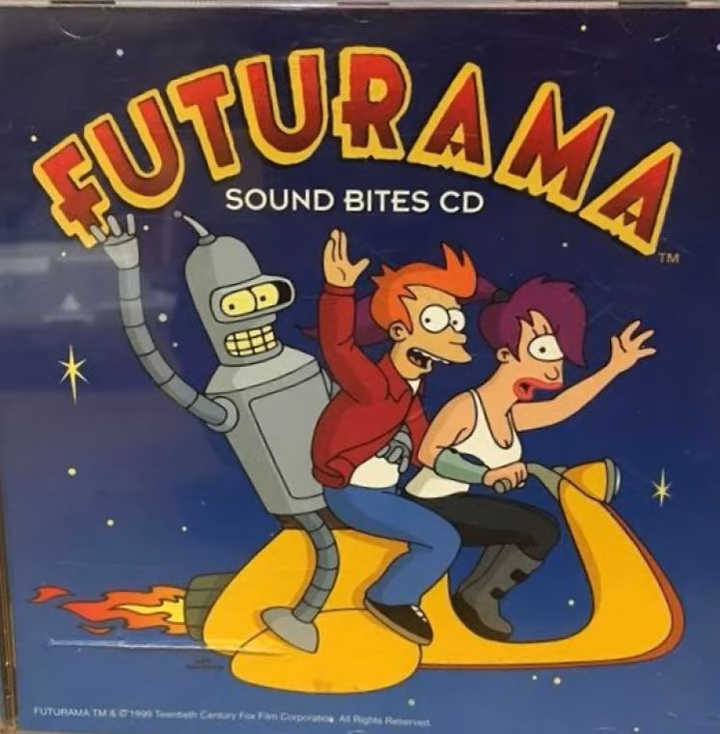 FUTURAMA
TM
SOUND BITES CD
FUTURAMA TM & © 1999 Twentieth Century Fox Film Corporation. All Rights Reserved.